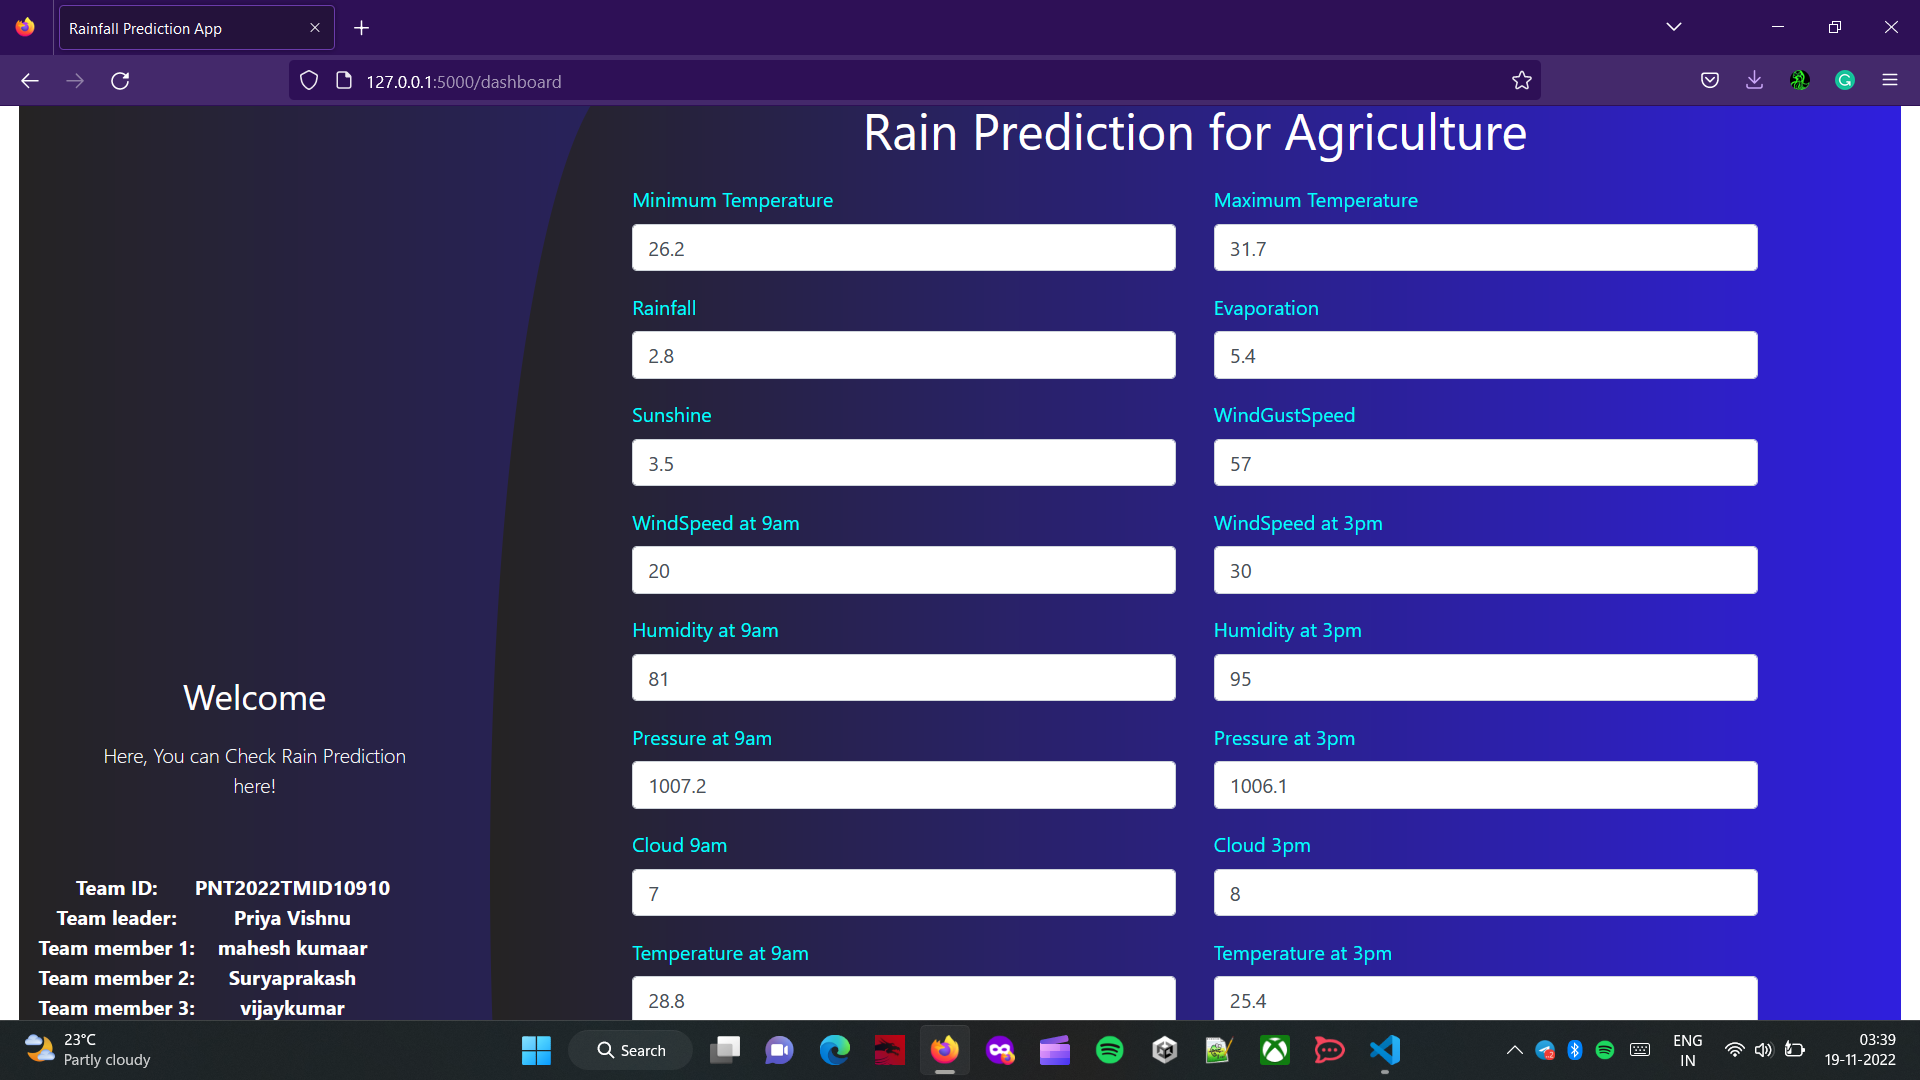 Rainfall Prediction App
127.0.0.1:5000/dashboard
Rain Prediction for Agriculture
Minimum Temperature
Maximum Temperature
26.2
31.7
Rainfall
Evaporation
2.8
5.4
Sunshine
WindGustSpeed
3.5
57
WindSpeed at 9am
WindSpeed at 3pm
20
30
Humidity at 9am
Humidity at 3pm
81
95
Pressure at 9am
Pressure at 3pm
1007.2
1006.1
Cloud 9am
Cloud 3pm
7
8
Temperature at 9am
Temperature at 3pm
28.8
25.4
Welcome
Here, You can Check Rain Prediction
here!
Team ID: PNT2022TMID10910
Team leader: Priya Vishnu
Team member 1: mahesh kumaar
Team member 2: Suryaprakash
Team member 3: vijaykumar
23°C
Partly cloudy
Search
ENG
IN
03:39
19-11-2022